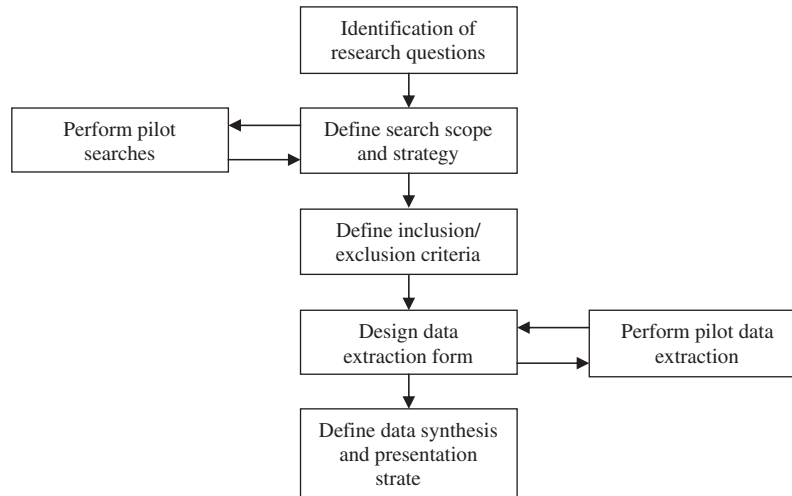 Identification of
research questions
Perform pilot
searches
Define search scope
and strategy
Define inclusion/
exclusion criteria
Design data
extraction form
Perform pilot data
extraction
Define data synthesis
and presentation
strate